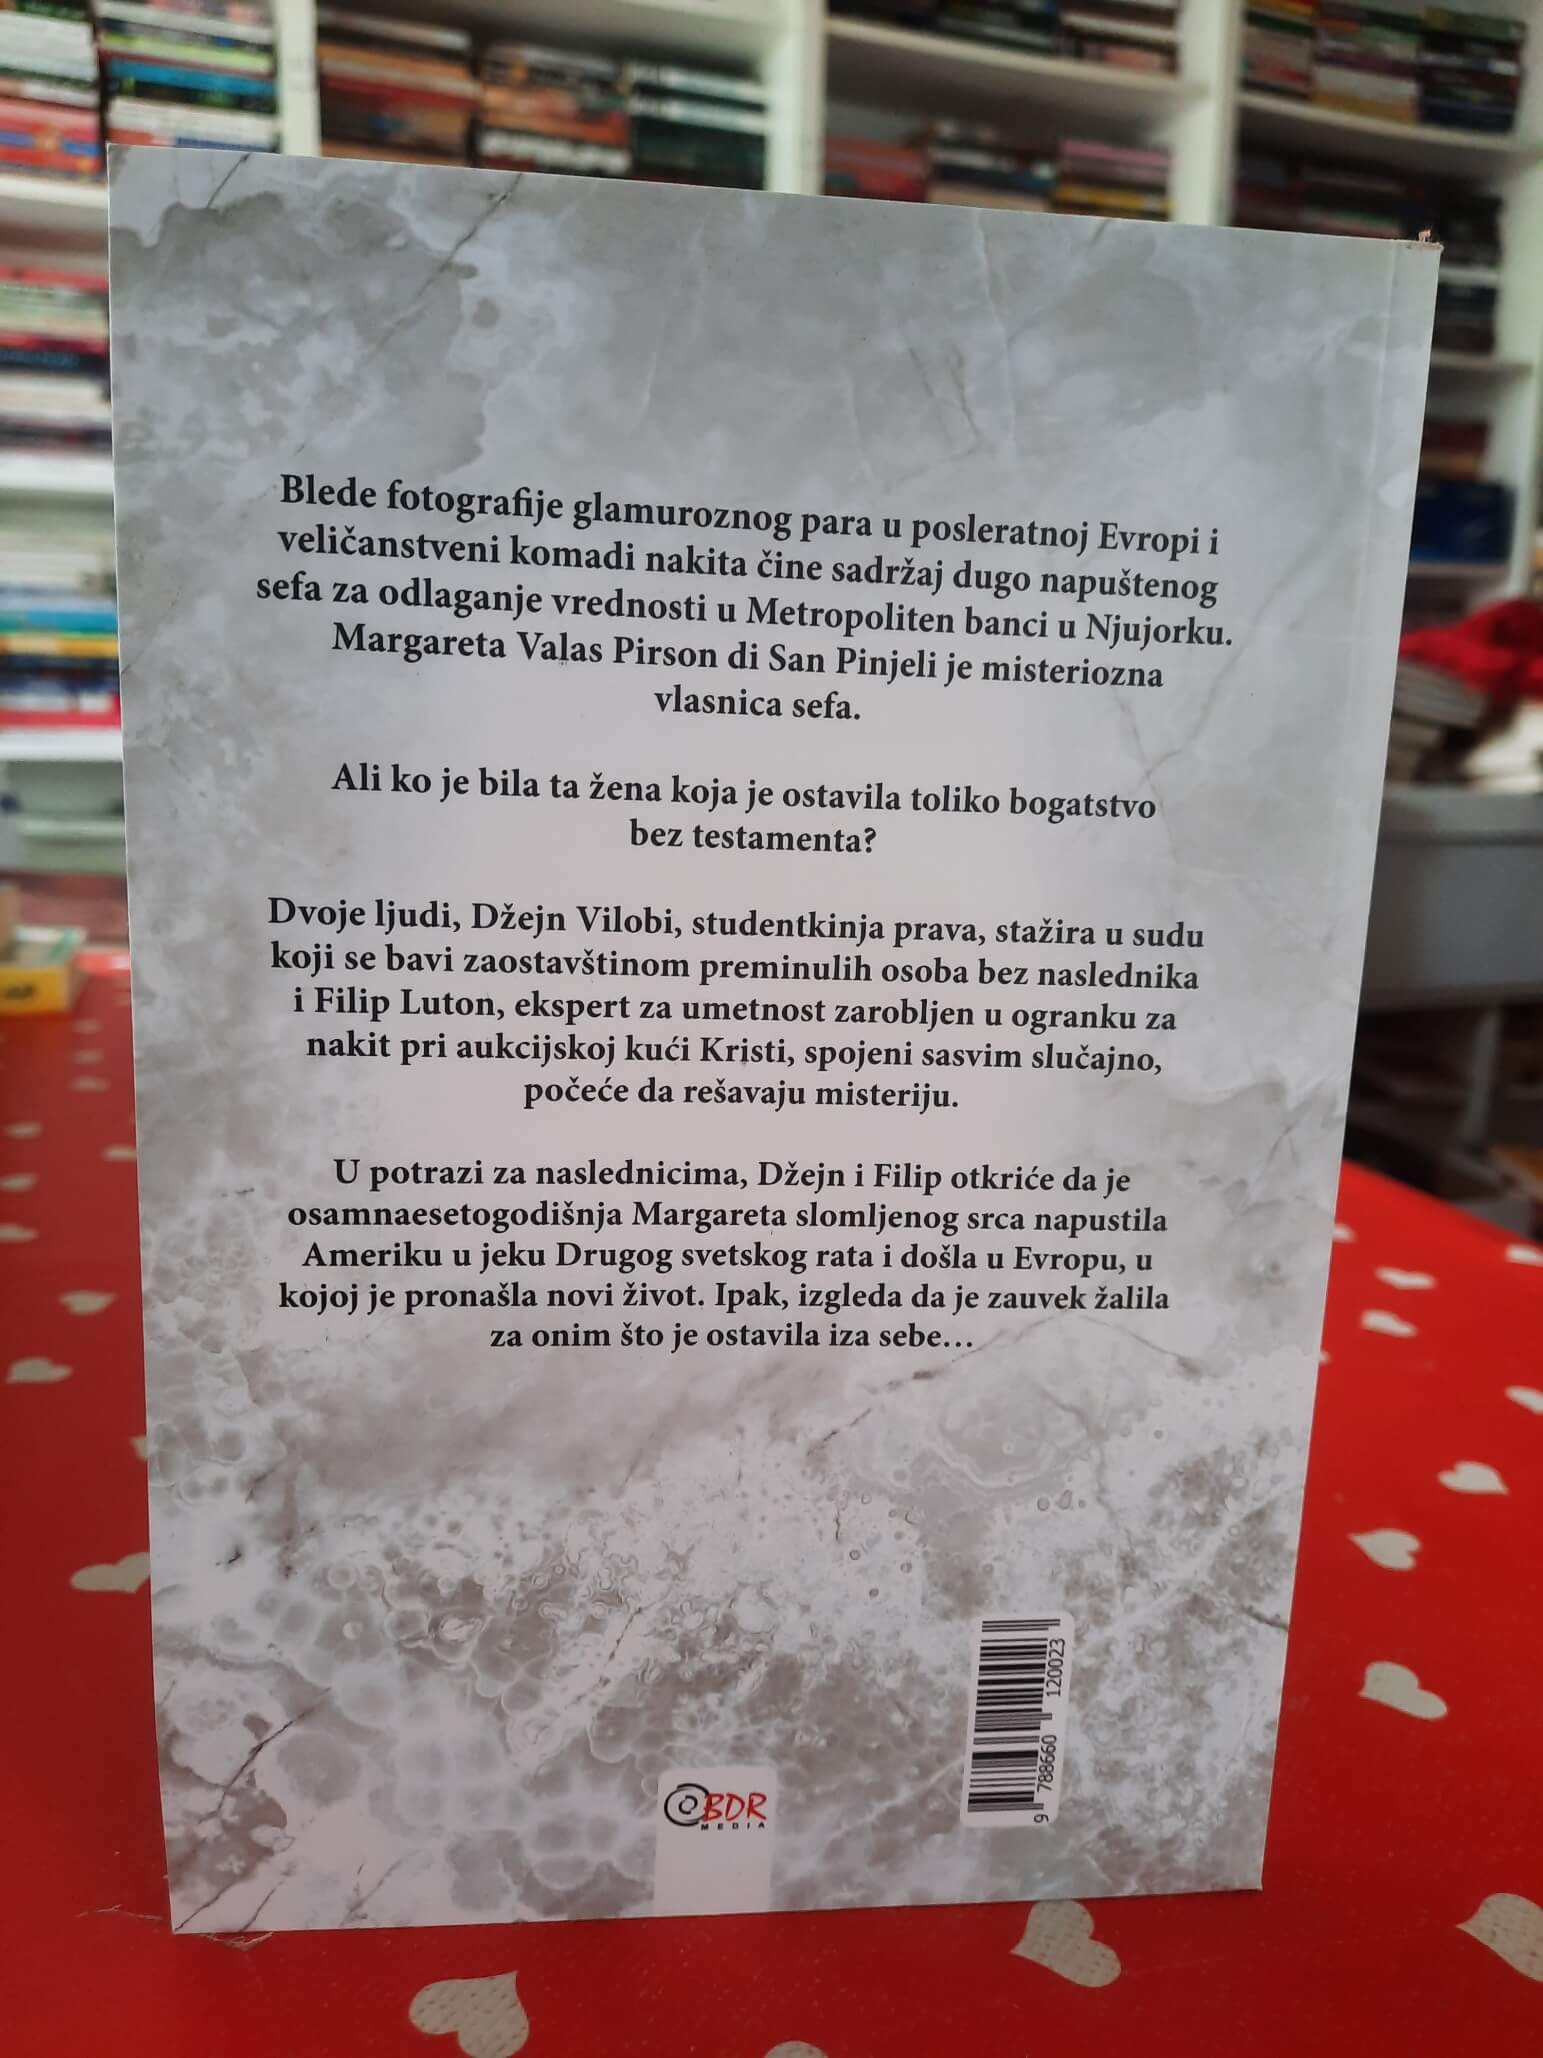 Blede fotografije glamuroznog para u posleratnoj Evropi i
veličanstveni komadi nakita čine sadržaj dugo napuštenog
sefa za odlaganje vrednosti u Metropoliten banci u Njujorku.
Margareta Valas Pirson di San Pinjeli je misteriozna
vlasnica sefa.
Ali ko je bila ta žena koja je ostavila toliko bogatstvo
bez testamenta?
Dvoje ljudi, Džejn Vilobi, studentkinja prava, stažira u sudu
koji se bavi zaostavštinom preminulih osoba bez naslednika
i Filip Luton, ekspert za umetnost zarobljen u ogranku za
nakit pri aukcijskoj kući Kristi, spojeni sasvim slučajno,
počeće da rešavaju misteriju.
U potrazi za naslednicima, Džejn i Filip otkriće da je
osamnaesetogodišnja Margareta slomljenog srca napustila
Ameriku u jeku Drugog svetskog rata i došla u Evropu, u
kojoj je pronašla novi život. Ipak, izgleda da je zauvek žalila
za onim što je ostavila iza sebe...
9 788660 120023
BDR
MEDIA